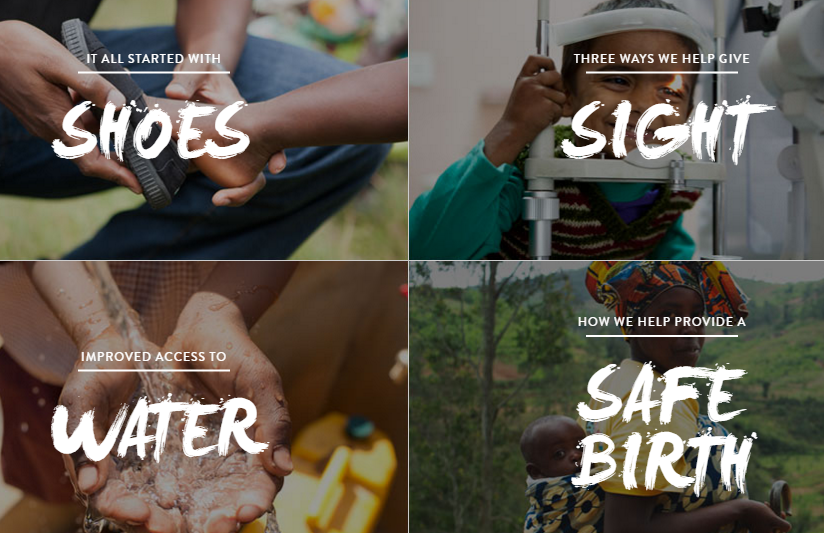 IT ALL STARTED WITH
SHOES
THREE WAYS WE HELP GIVE
SIGHT
IMPROVED ACCESS TO
WATER
HOW WE HELP PROVIDE A
SAFE
BIRTH